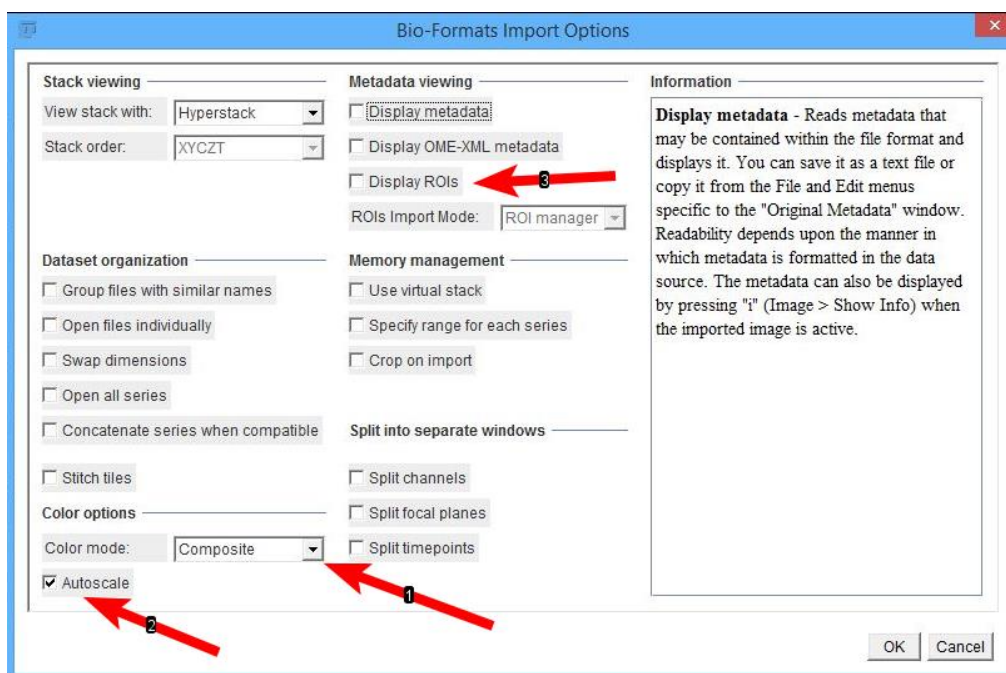 Bio-Formats Import Options
×
Stack viewing
View stack with: Hyperstack
Stack order: XYCZT
Metadata viewing
Display metadata
Display OME-XML metadata
Display ROIs
3
ROIs Import Mode: ROI manager
Information
Display metadata - Reads metadata that
may be contained within the file format and
displays it. You can save it as a text file or
copy it from the File and Edit menus
specific to the "Original Metadata" window.
Readability depends upon the manner in
which metadata is formatted in the data
source. The metadata can also be displayed
by pressing "i" (Image > Show Info) when
the imported image is active.
Dataset organization
Group files with similar names
Open files individually
Swap dimensions
Open all series
Concatenate series when compatible
Stitch tiles
Memory management
Use virtual stack
Specify range for each series
Crop on import
Split into separate windows
Split channels
Split focal planes
Split timepoints
Color options
Color mode: Composite
1
Autoscale
2
OK
Cancel